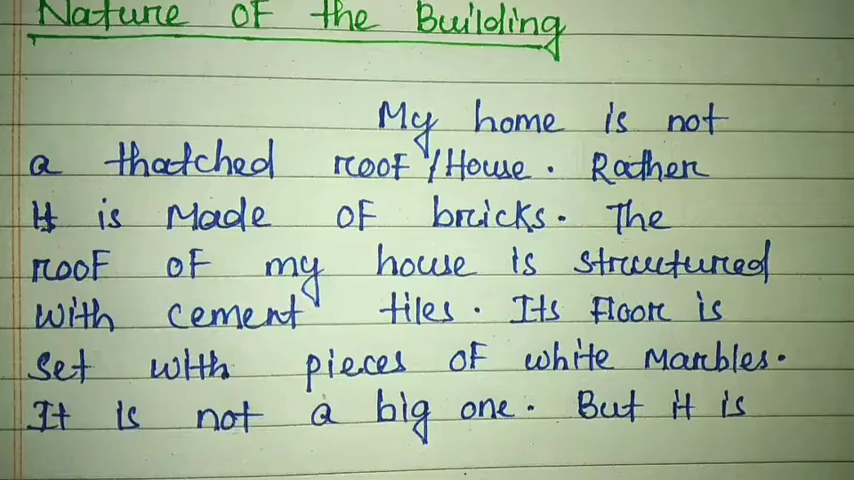 Nature of the Building
My home is not
a thatched roof/House. Rather
It is Made of bricks. The
roof of my house is structured
with cement tiles. Its Floor is
set with pieces of white Marbles.
It is not a big one. But it is